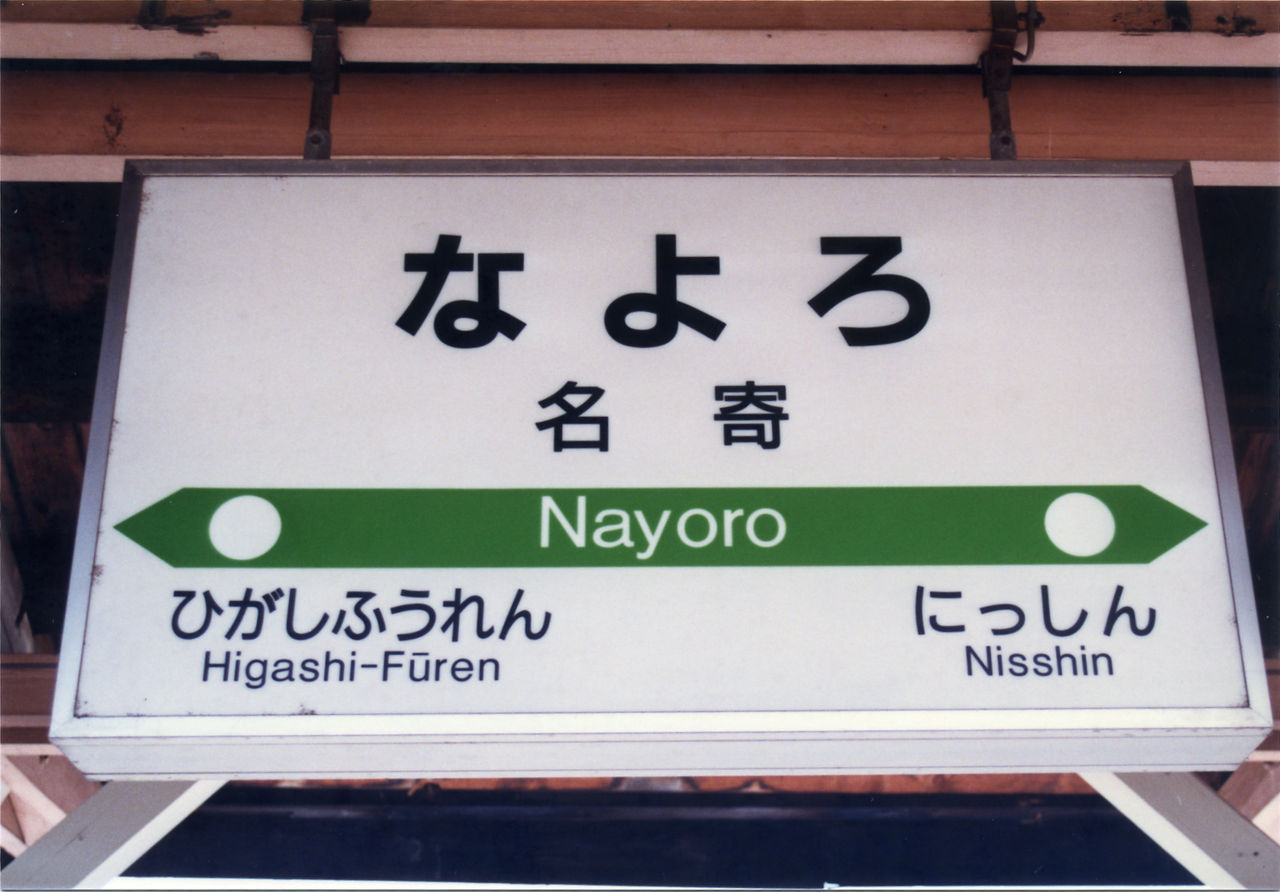 なよろ
名寄
Nayoro
ひがしふうれん にっしん
Higashi-Fūren Nisshin